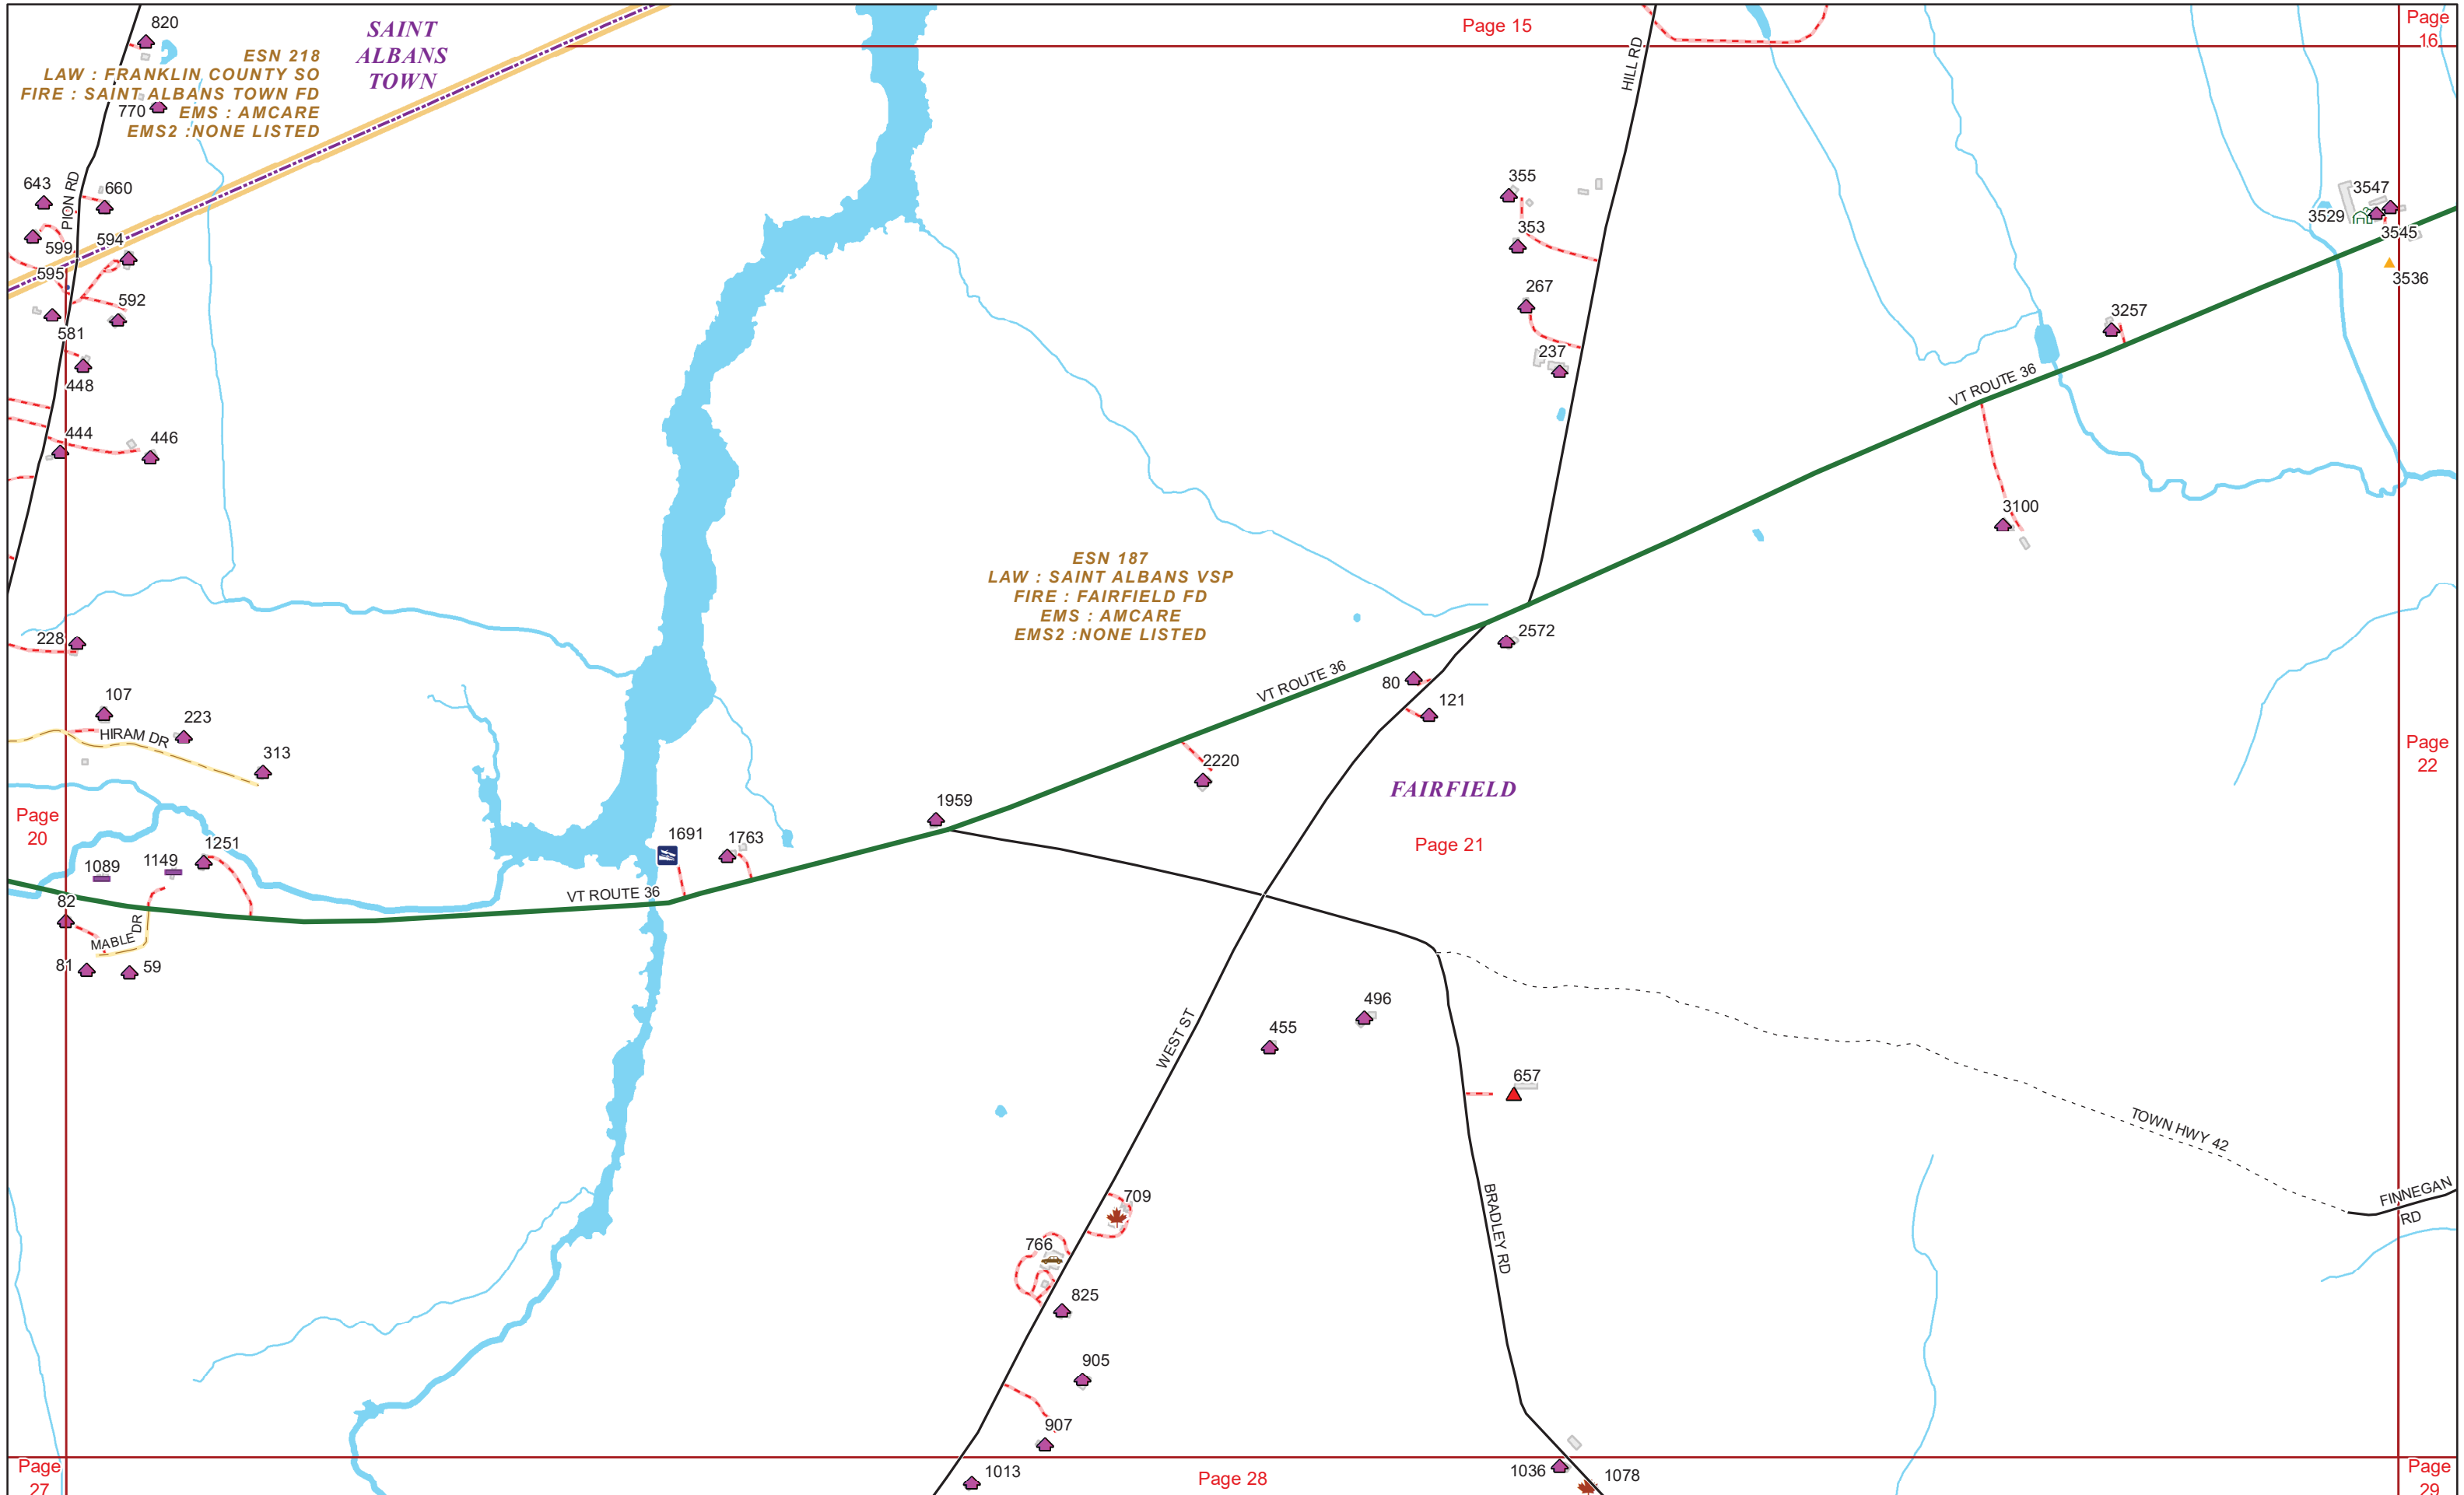 820
SAINT
ALBANS
TOWN
Page 15
Page
16
ESN 218
LAW : FRANKLIN COUNTY SO
FIRE : SAINT ALBANS TOWN FD
770
EMS : AMCARE
EMS2 :NONE LISTED
HILL RD
643
PION RD
660
355
3547
3529
599
594
353
3545
595
3536
592
267
3257
581
237
448
VT ROUTE 36
444
446
3100
ESN 187
LAW : SAINT ALBANS VSP
FIRE : FAIRFIELD FD
EMS : AMCARE
EMS2 :NONE LISTED
228
2572
VT ROUTE 36
80
107
121
223
HIRAM DR
313
2220
Page
22
FAIRFIELD
1959
Page
20
1691
1763
1251
Page 21
1089
1149
VT ROUTE 36
82
MABLE DR
81
59
496
455
WEST ST
657
TOWN HWY 42
709
BRADLEY RD
FINNEGAN
RD
766
825
905
907
Page
27
1013
Page 28
1036
1078
Page
29